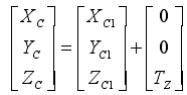 [X_C]   [X_C1]   [0]
[Y_C] = [Y_C1] + [0]
[Z_C]   [Z_C1]   [T_Z]